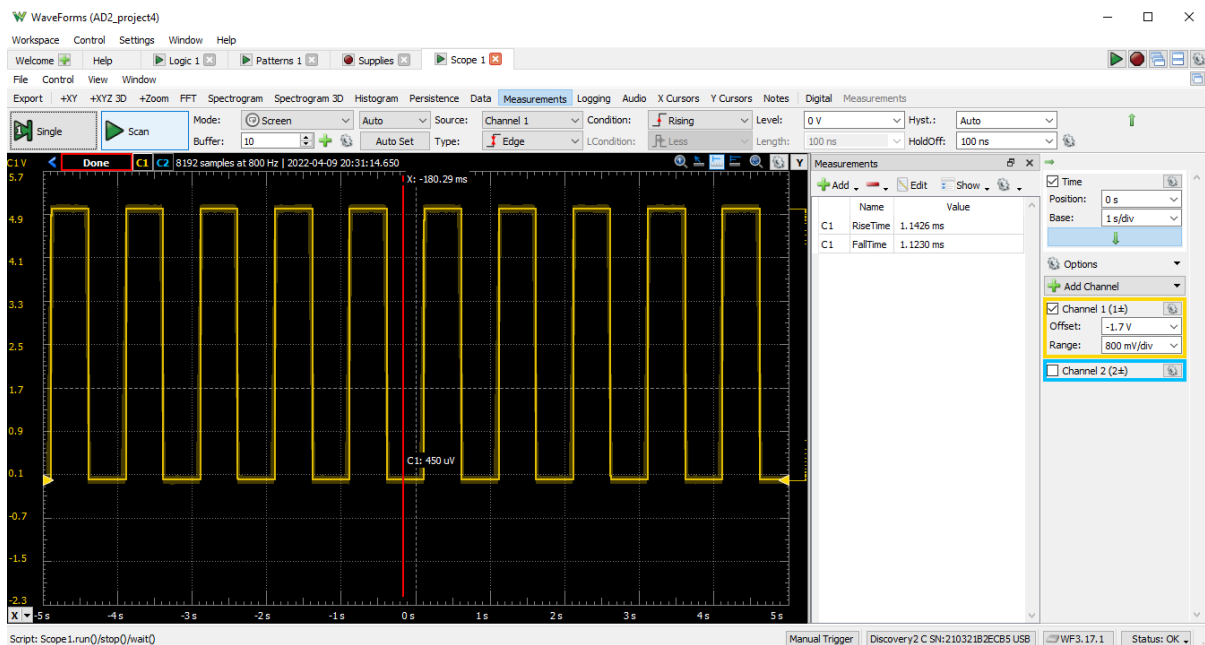 WaveForms (AD2_project4)
Workspace Control Settings Window Help
Welcome Help Logic 1 Patterns 1 Supplies Scope 1
File Control View Window
Export +XY +XYZ 3D +Zoom FFT Spectrogram Spectrogram 3D Histogram Persistence Data Measurements Logging Audio X Cursors Y Cursors Notes Digital Measurements
Single Scan Mode: Screen Auto Source: Channel 1 Condition: Rising Level: 0 V Hyst.: Auto
Buffer: 10 Auto Set Type: Edge LCondition: Less Length: 100 ns HoldOff: 100 ns
C1 V Done C1 C2 8192 samples at 800 Hz | 2022-04-09 20:31:14.650 Y
X: -180.29 ms
5.7
4.9
4.1
3.3
2.5
1.7
0.9
C1: 450 uV
0.1
-0.7
-1.5
-2.3
X -5 s -4 s -3 s -2 s -1 s 0 s 1 s 2 s 3 s 4 s 5 s
Measurements
Add Edit Show
Name Value
C1 RiseTime 1.1426 ms
C1 FallTime 1.1230 ms
Time
Position: 0 s
Base: 1 s/div
Options
Add Channel
Channel 1 (1±)
Offset: -1.7 V
Range: 800 mV/div
Channel 2 (2±)
Script: Scope1.run()/stop()/wait() Manual Trigger Discovery2 C SN:210321B2ECB5 USB WF3.17.1 Status: OK